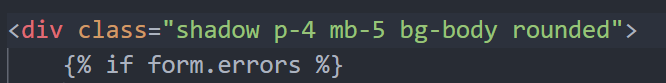 <div class="shadow p-4 mb-5 bg-body rounded">
{% if form.errors %}